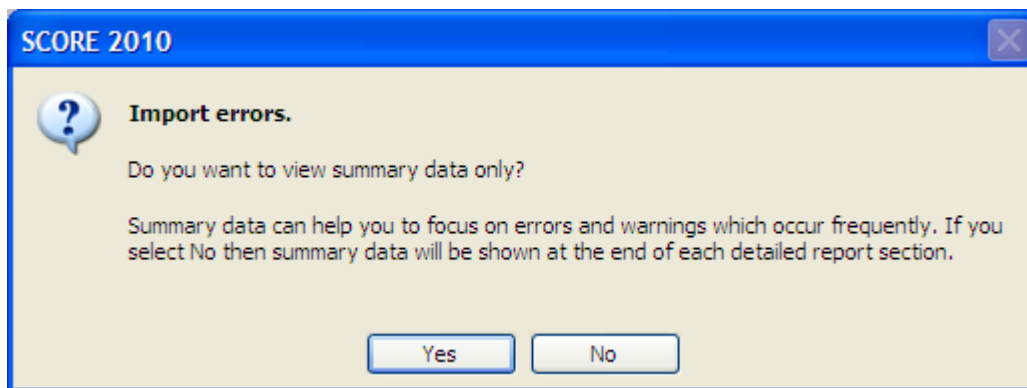 SCORE 2010
Import errors.
Do you want to view summary data only?
Summary data can help you to focus on errors and warnings which occur frequently. If you
select No then summary data will be shown at the end of each detailed report section.
Yes No